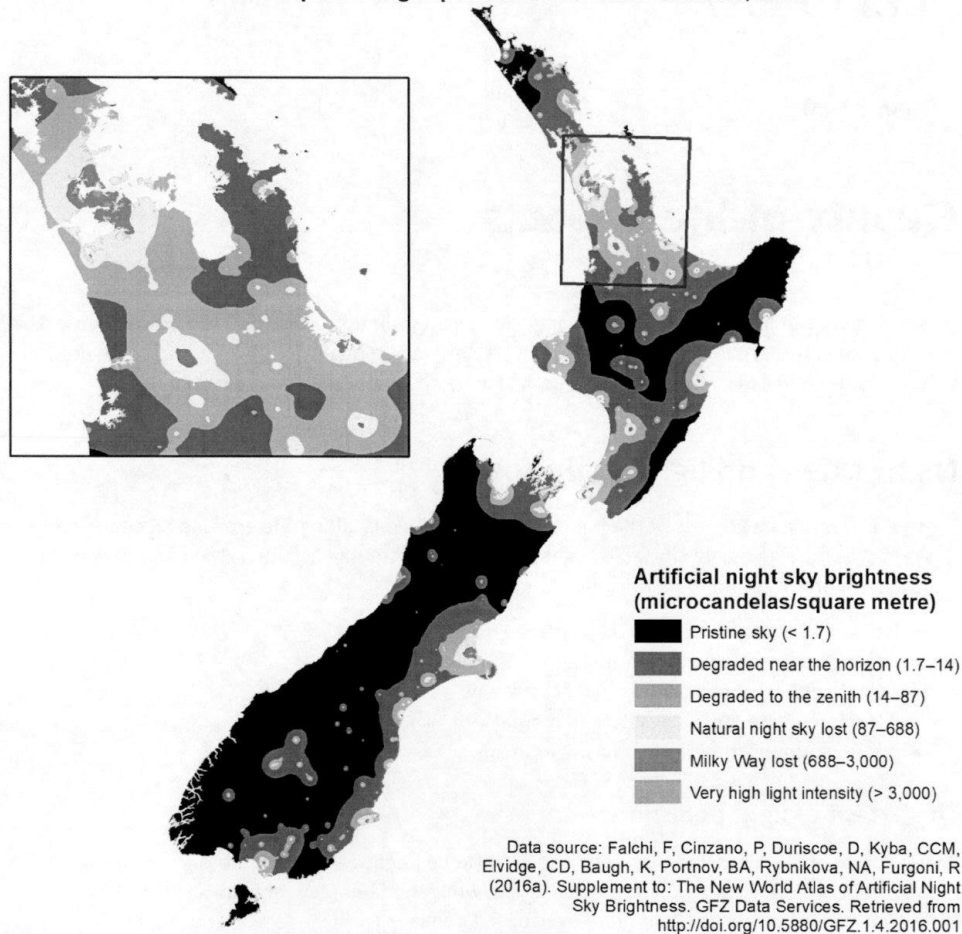 Artificial night sky brightness
(microcandelas/square metre)
Pristine sky (< 1.7)
Degraded near the horizon (1.7–14)
Degraded to the zenith (14–87)
Natural night sky lost (87–688)
Milky Way lost (688–3,000)
Very high light intensity (> 3,000)
Data source: Falchi, F, Cinzano, P, Duriscoe, D, Kyba, CCM,
Elvidge, CD, Baugh, K, Portnov, BA, Rybnikova, NA, Furgoni, R
(2016a). Supplement to: The New World Atlas of Artificial Night
Sky Brightness. GFZ Data Services. Retrieved from
http://doi.org/10.5880/GFZ.1.4.2016.001